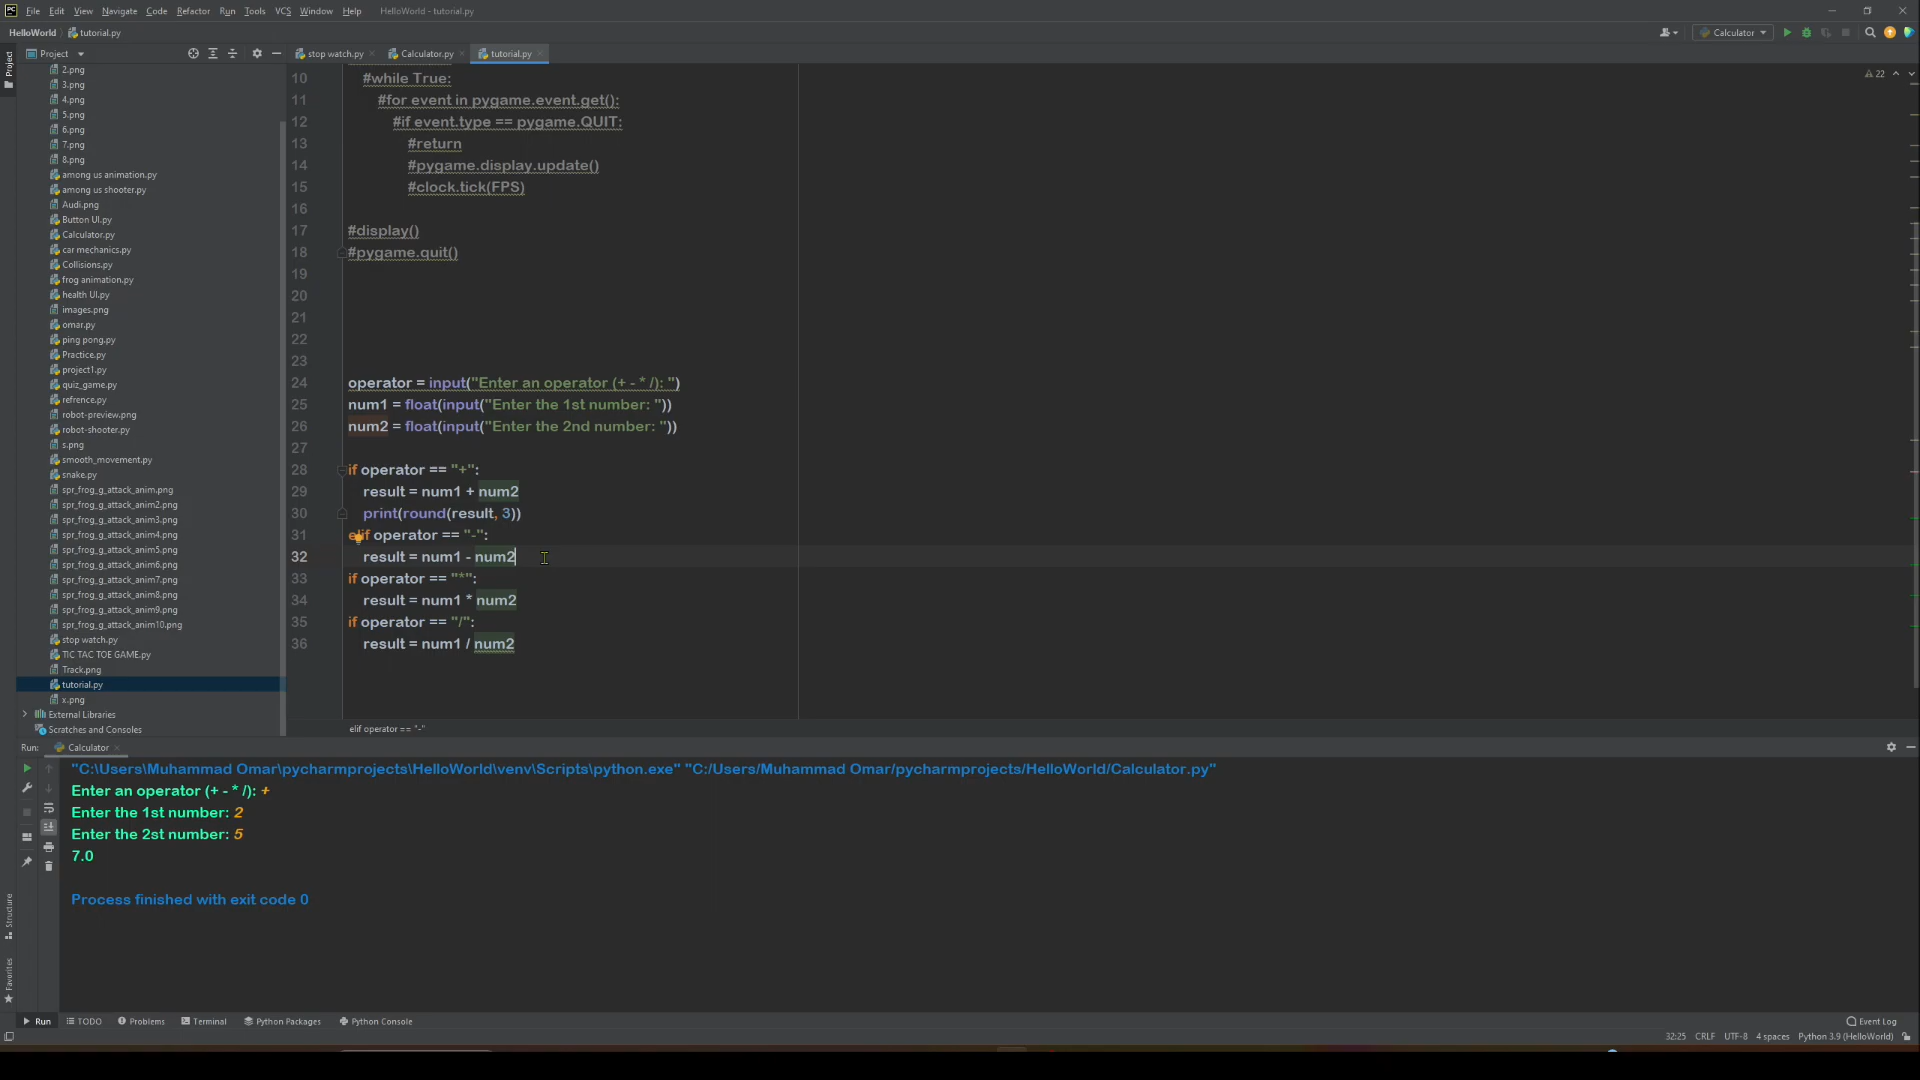 PC File Edit View Navigate Code Refactor Run Tools VCS Window Help HelloWorld - tutorial.py
HelloWorld tutorial.py Calculator
Project
Project stop watch.py Calculator.py tutorial.py
22
2.png
3.png
4.png
5.png
6.png
7.png
8.png
among us animation.py
among us shooter.py
Audi.png
Button UI.py
Calculator.py
car mechanics.py
Collisions.py
frog animation.py
health UI.py
images.png
omar.py
ping pong.py
Practice.py
project1.py
quiz_game.py
refrence.py
robot-preview.png
robot-shooter.py
s.png
smooth_movement.py
snake.py
spr_frog_g_attack_anim.png
spr_frog_g_attack_anim2.png
spr_frog_g_attack_anim3.png
spr_frog_g_attack_anim4.png
spr_frog_g_attack_anim5.png
spr_frog_g_attack_anim6.png
spr_frog_g_attack_anim7.png
spr_frog_g_attack_anim8.png
spr_frog_g_attack_anim9.png
spr_frog_g_attack_anim10.png
stop watch.py
TIC TAC TOE GAME.py
Track.png
tutorial.py
x.png
External Libraries
Scratches and Consoles
10 #while True:
11 #for event in pygame.event.get():
12 #if event.type == pygame.QUIT:
13 #return
14 #pygame.display.update()
15 #clock.tick(FPS)
16
17 #display()
18 #pygame.quit()
19
20
21
22
23
24 operator = input("Enter an operator (+ - * /): ")
25 num1 = float(input("Enter the 1st number: "))
26 num2 = float(input("Enter the 2nd number: "))
27
28 if operator == "+":
29 result = num1 + num2
30 print(round(result, 3))
31 elif operator == "-":
32 result = num1 - num2
33 if operator == "*":
34 result = num1 * num2
35 if operator == "/":
36 result = num1 / num2
elif operator == "-"
Run: Calculator
"C:\Users\Muhammad Omar\pycharmprojects\HelloWorld\venv\Scripts\python.exe" "C:/Users/Muhammad Omar/pycharmprojects/HelloWorld/Calculator.py"
Enter an operator (+ - * /): +
Enter the 1st number: 2
Enter the 2st number: 5
7.0
Process finished with exit code 0
Structure
Favorites
Run TODO Problems Terminal Python Packages Python Console Event Log
32:25 CRLF UTF-8 4 spaces Python 3.9 (HelloWorld)